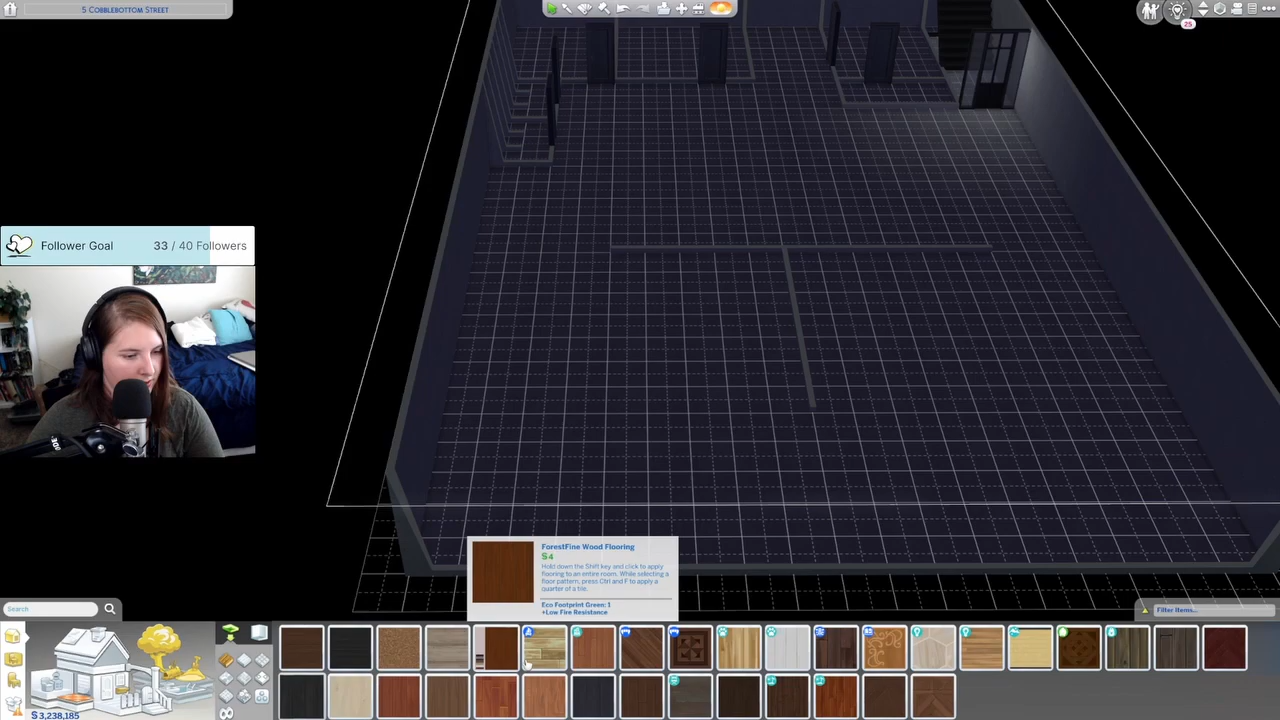 5 COBBLEBOTTOM STREET
25
Follower Goal 33 / 40 Followers
ForestFine Wood Flooring
§4
Hold down the Shift key and click to apply
flooring to an entire room. While selecting a
floor pattern, press Ctrl and F to apply a
quarter of a tile.
Eco Footprint Green: 1
+Low Fire Resistance
Search
Filter Items...
§3,238,185